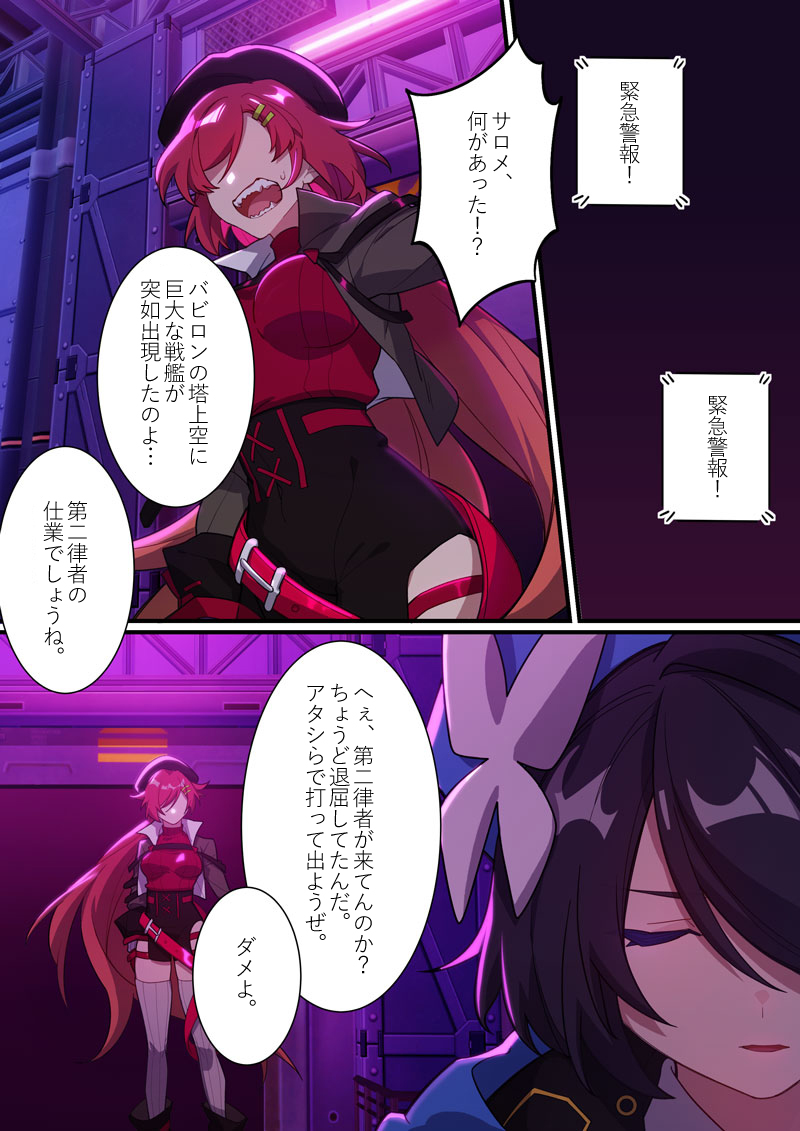 緊急警報！
緊急警報！
サロメ、
何があった！？
バビロンの塔上空に
巨大な戦艦が
突如出現したのよ…
第二律者の
仕業でしょうね。
へぇ、第二律者が来てんのか？
ちょうど退屈してたんだ。
アタシらで打って出ようぜ。
ダメよ。